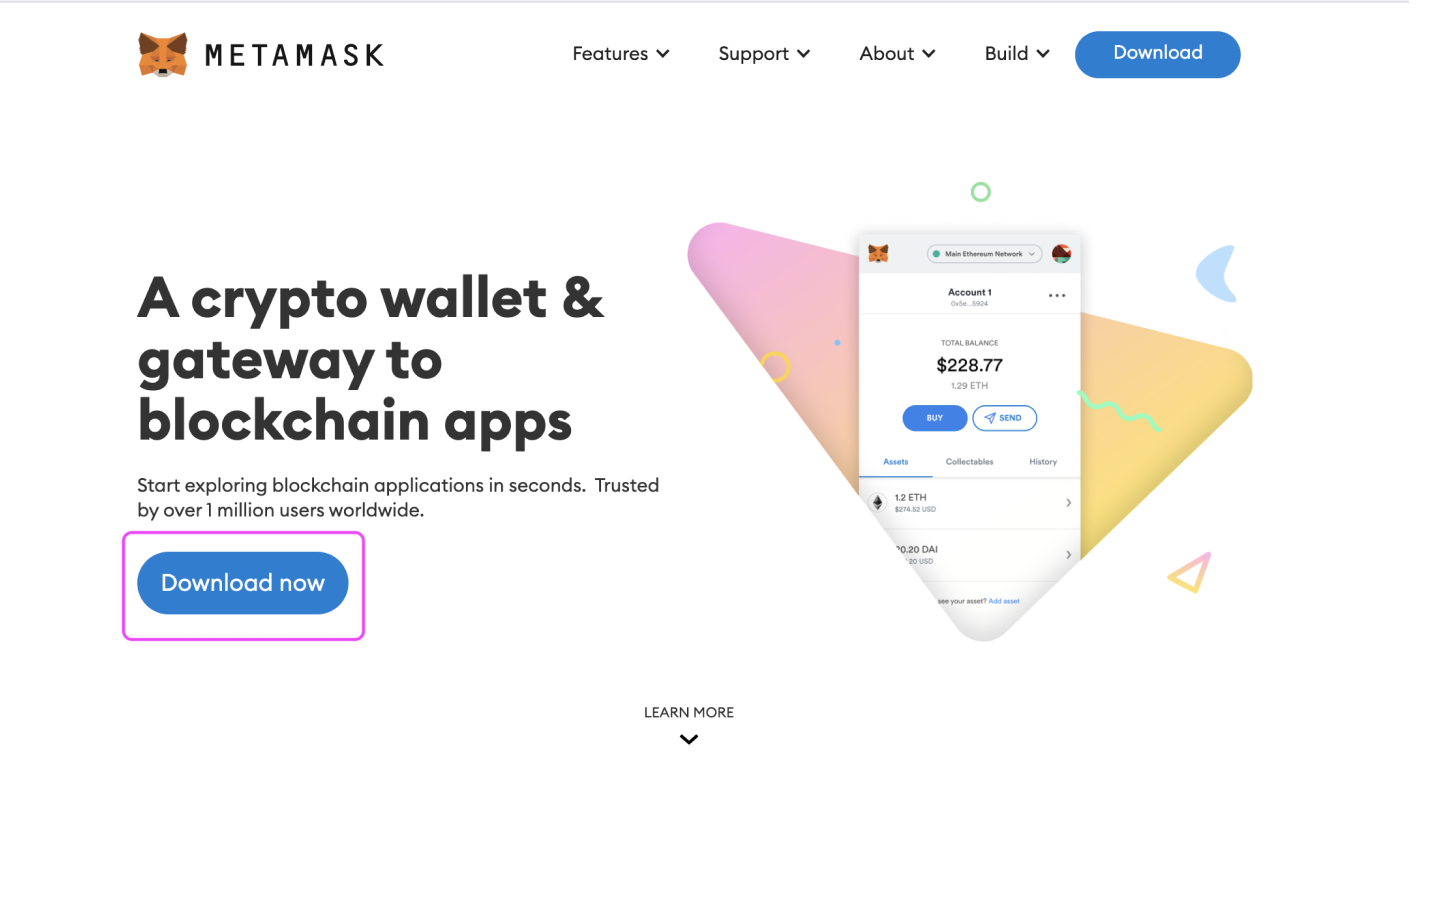 METAMASK
Features
Support
About
Build
Download
A crypto wallet &
gateway to
blockchain apps
Start exploring blockchain applications in seconds.  Trusted
by over 1 million users worldwide.
Download now
Main Ethereum Network
Account 1
0x5e...5924
TOTAL BALANCE
$228.77
1.29 ETH
BUY
SEND
Assets
Collectables
History
1.2 ETH
$274.52 USD
0.20 DAI
20 USD
see your asset? Add asset
LEARN MORE